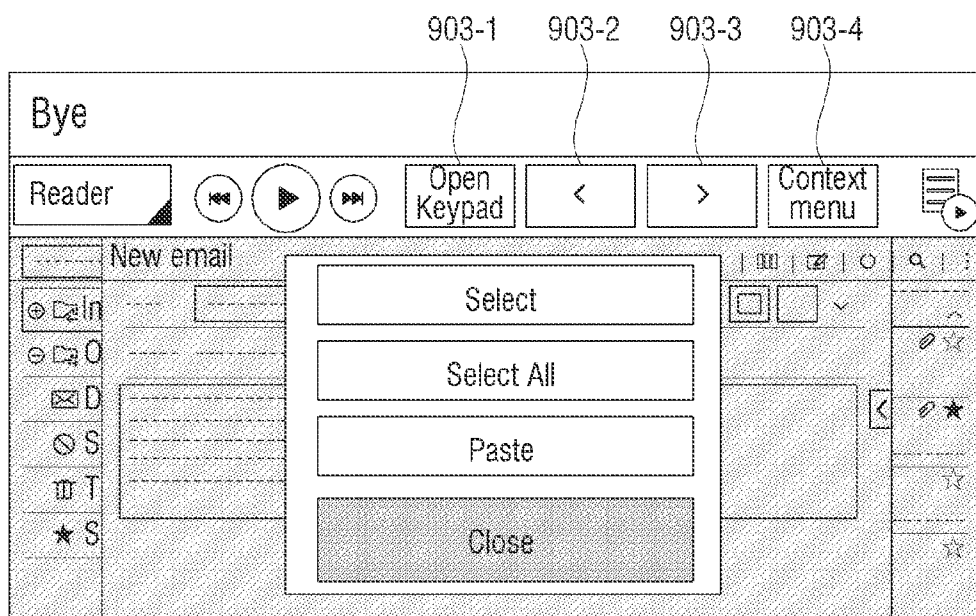 903-1 903-2 903-3 903-4
Bye
Reader Open Keypad < > Context menu
New email
Select
Select All
Paste
Close
In
O
D
S
T
S